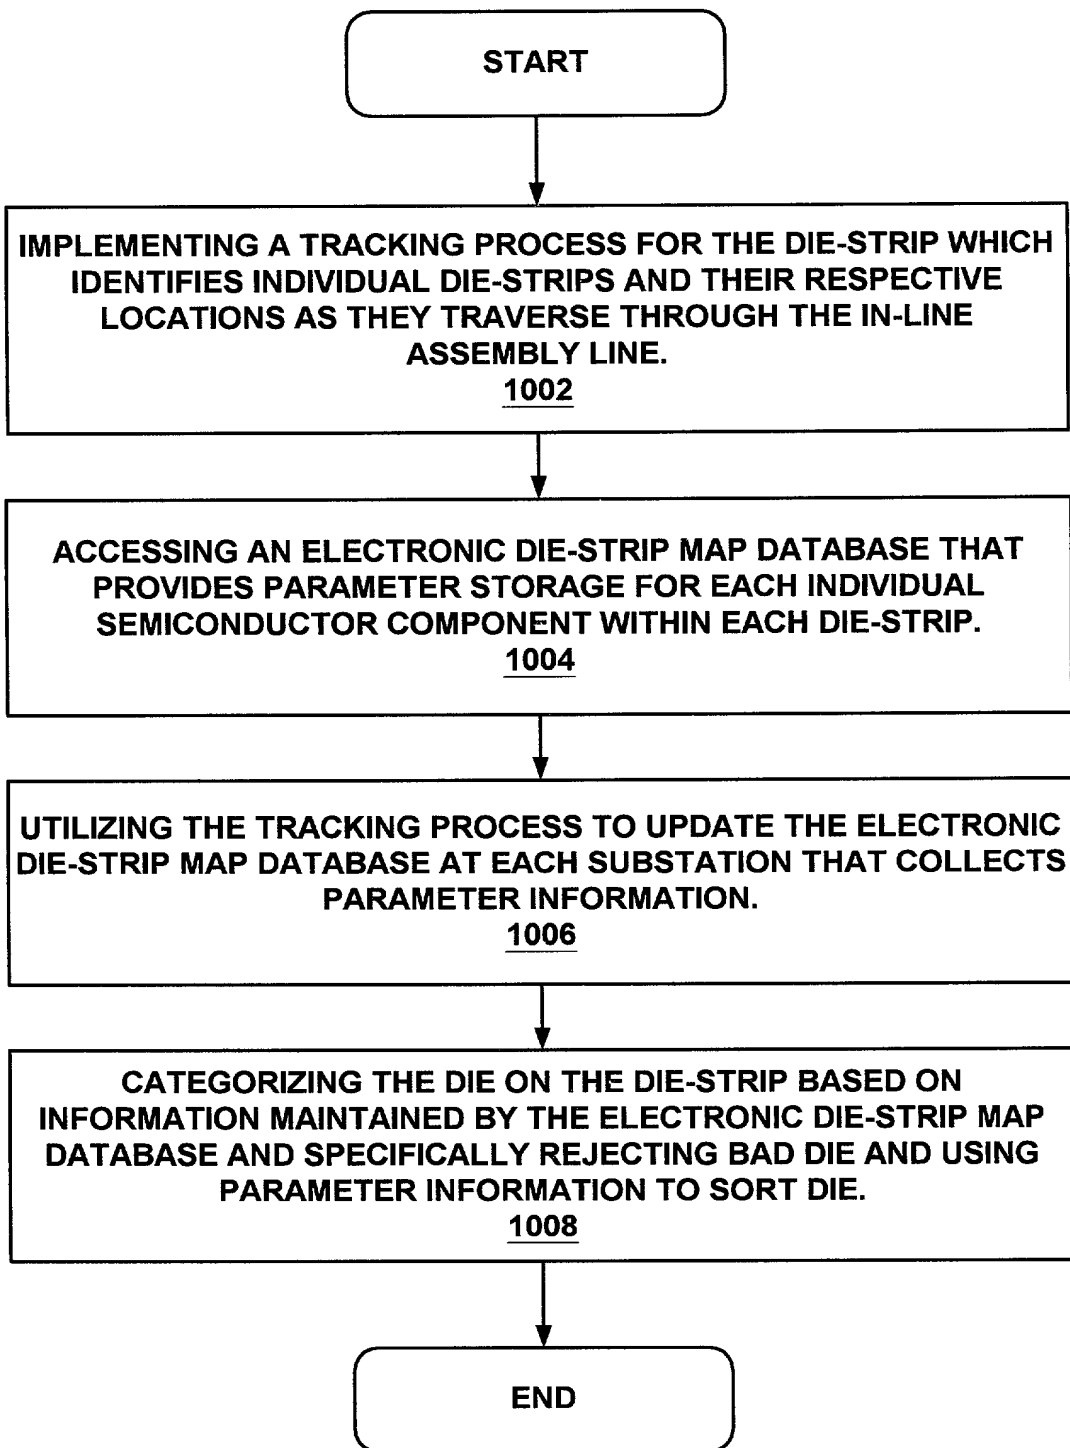 START
IMPLEMENTING A TRACKING PROCESS FOR THE DIE-STRIP WHICH
IDENTIFIES INDIVIDUAL DIE-STRIPS AND THEIR RESPECTIVE
LOCATIONS AS THEY TRAVERSE THROUGH THE IN-LINE
ASSEMBLY LINE.
1002
ACCESSING AN ELECTRONIC DIE-STRIP MAP DATABASE THAT
PROVIDES PARAMETER STORAGE FOR EACH INDIVIDUAL
SEMICONDUCTOR COMPONENT WITHIN EACH DIE-STRIP.
1004
UTILIZING THE TRACKING PROCESS TO UPDATE THE ELECTRONIC
DIE-STRIP MAP DATABASE AT EACH SUBSTATION THAT COLLECTS
PARAMETER INFORMATION.
1006
CATEGORIZING THE DIE ON THE DIE-STRIP BASED ON
INFORMATION MAINTAINED BY THE ELECTRONIC DIE-STRIP MAP
DATABASE AND SPECIFICALLY REJECTING BAD DIE AND USING
PARAMETER INFORMATION TO SORT DIE.
1008
END